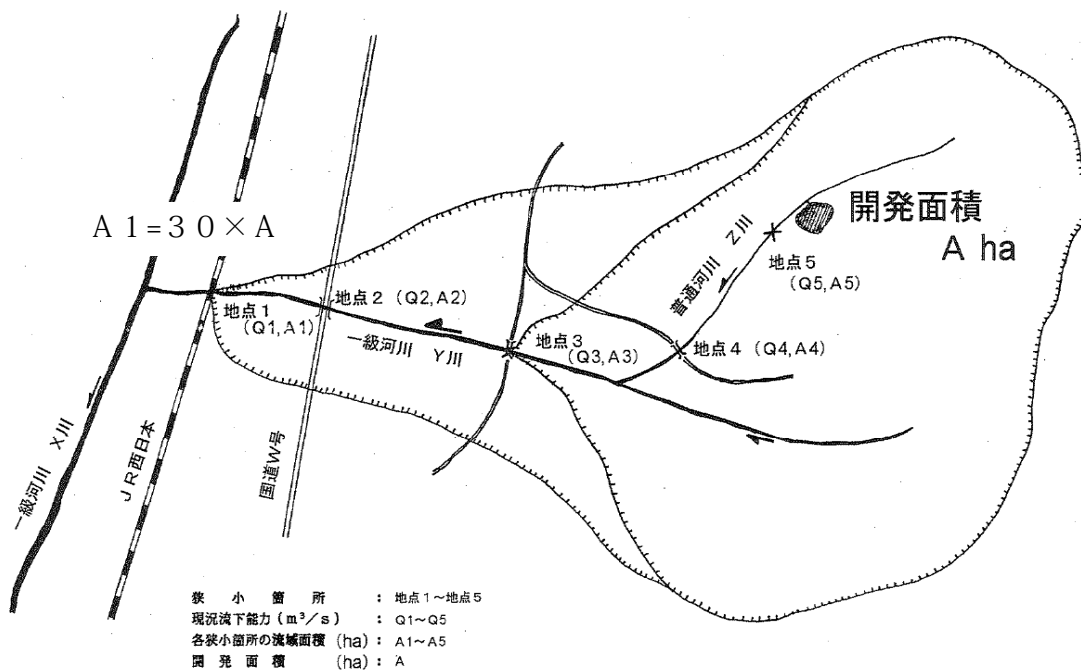 A1=30×A
開発面積
A ha
普通河川 Z川
地点5
(Q5,A5)
地点2 (Q2,A2)
地点1
(Q1,A1)
一級河川 Y川
地点3
(Q3,A3)
地点4 (Q4,A4)
一級河川 X川
JR西日本
国道W号
狭小箇所 : 地点1~地点5
現況流下能力(m³/s) : Q1~Q5
各狭小箇所の流域面積 (ha) : A1~A5
開発面積 (ha) : A